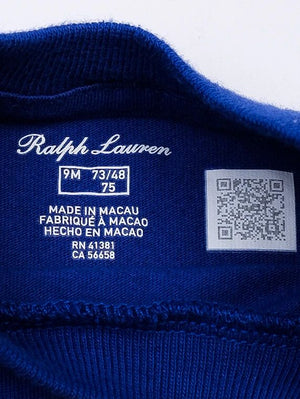 Ralph Lauren
9M 73/48
75
MADE IN MACAU
FABRIQUÉ À MACAO
HECHO EN MACAO
RN 41381
CA 56658